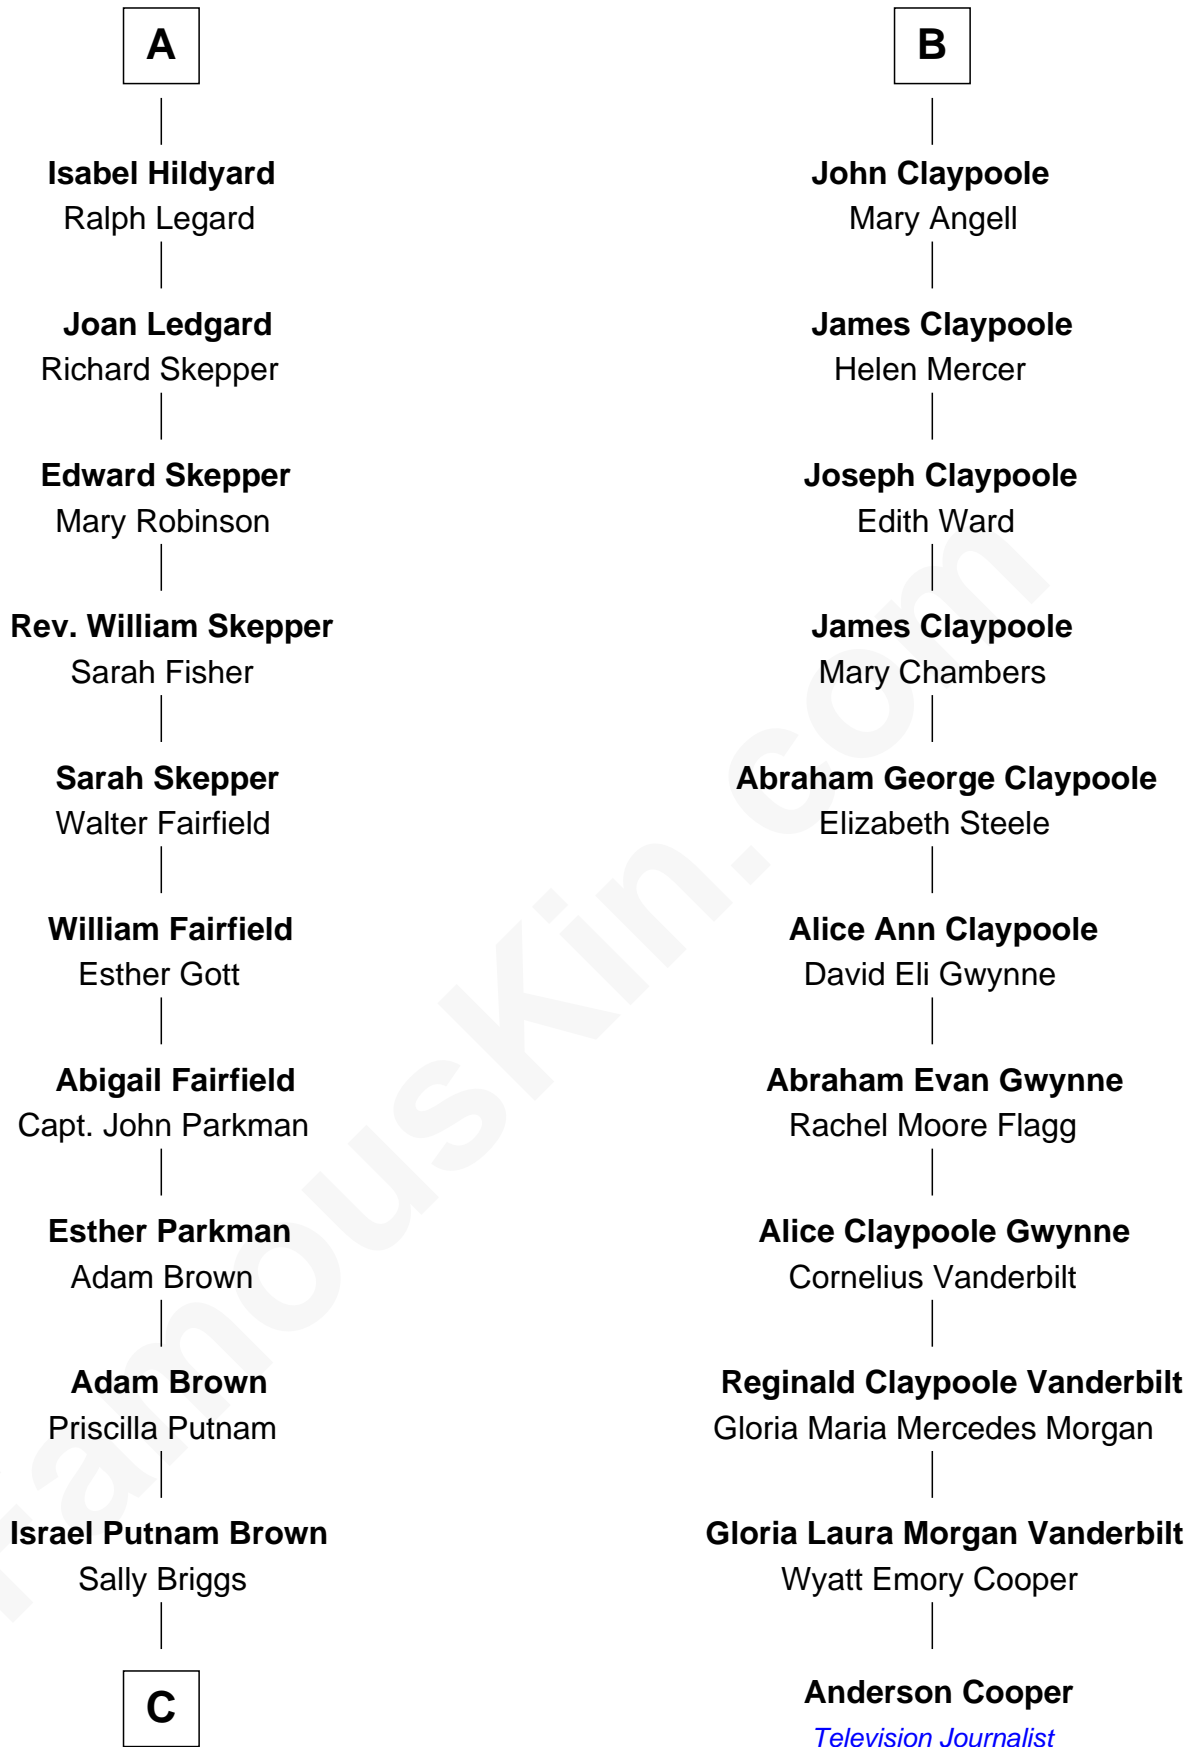 A
Isabel Hildyard
Ralph Legard
Joan Ledgard
Richard Skepper
Edward Skepper
Mary Robinson
Rev. William Skepper
Sarah Fisher
Sarah Skepper
Walter Fairfield
William Fairfield
Esther Gott
Abigail Fairfield
Capt. John Parkman
Esther Parkman
Adam Brown
Adam Brown
Priscilla Putnam
Israel Putnam Brown
Sally Briggs
C
B
John Claypoole
Mary Angell
James Claypoole
Helen Mercer
Joseph Claypoole
Edith Ward
James Claypoole
Mary Chambers
Abraham George Claypoole
Elizabeth Steele
Alice Ann Claypoole
David Eli Gwynne
Abraham Evan Gwynne
Rachel Moore Flagg
Alice Claypoole Gwynne
Cornelius Vanderbilt
Reginald Claypoole Vanderbilt
Gloria Maria Mercedes Morgan
Gloria Laura Morgan Vanderbilt
Wyatt Emory Cooper
Anderson Cooper
Television Journalist
FamousKin.com